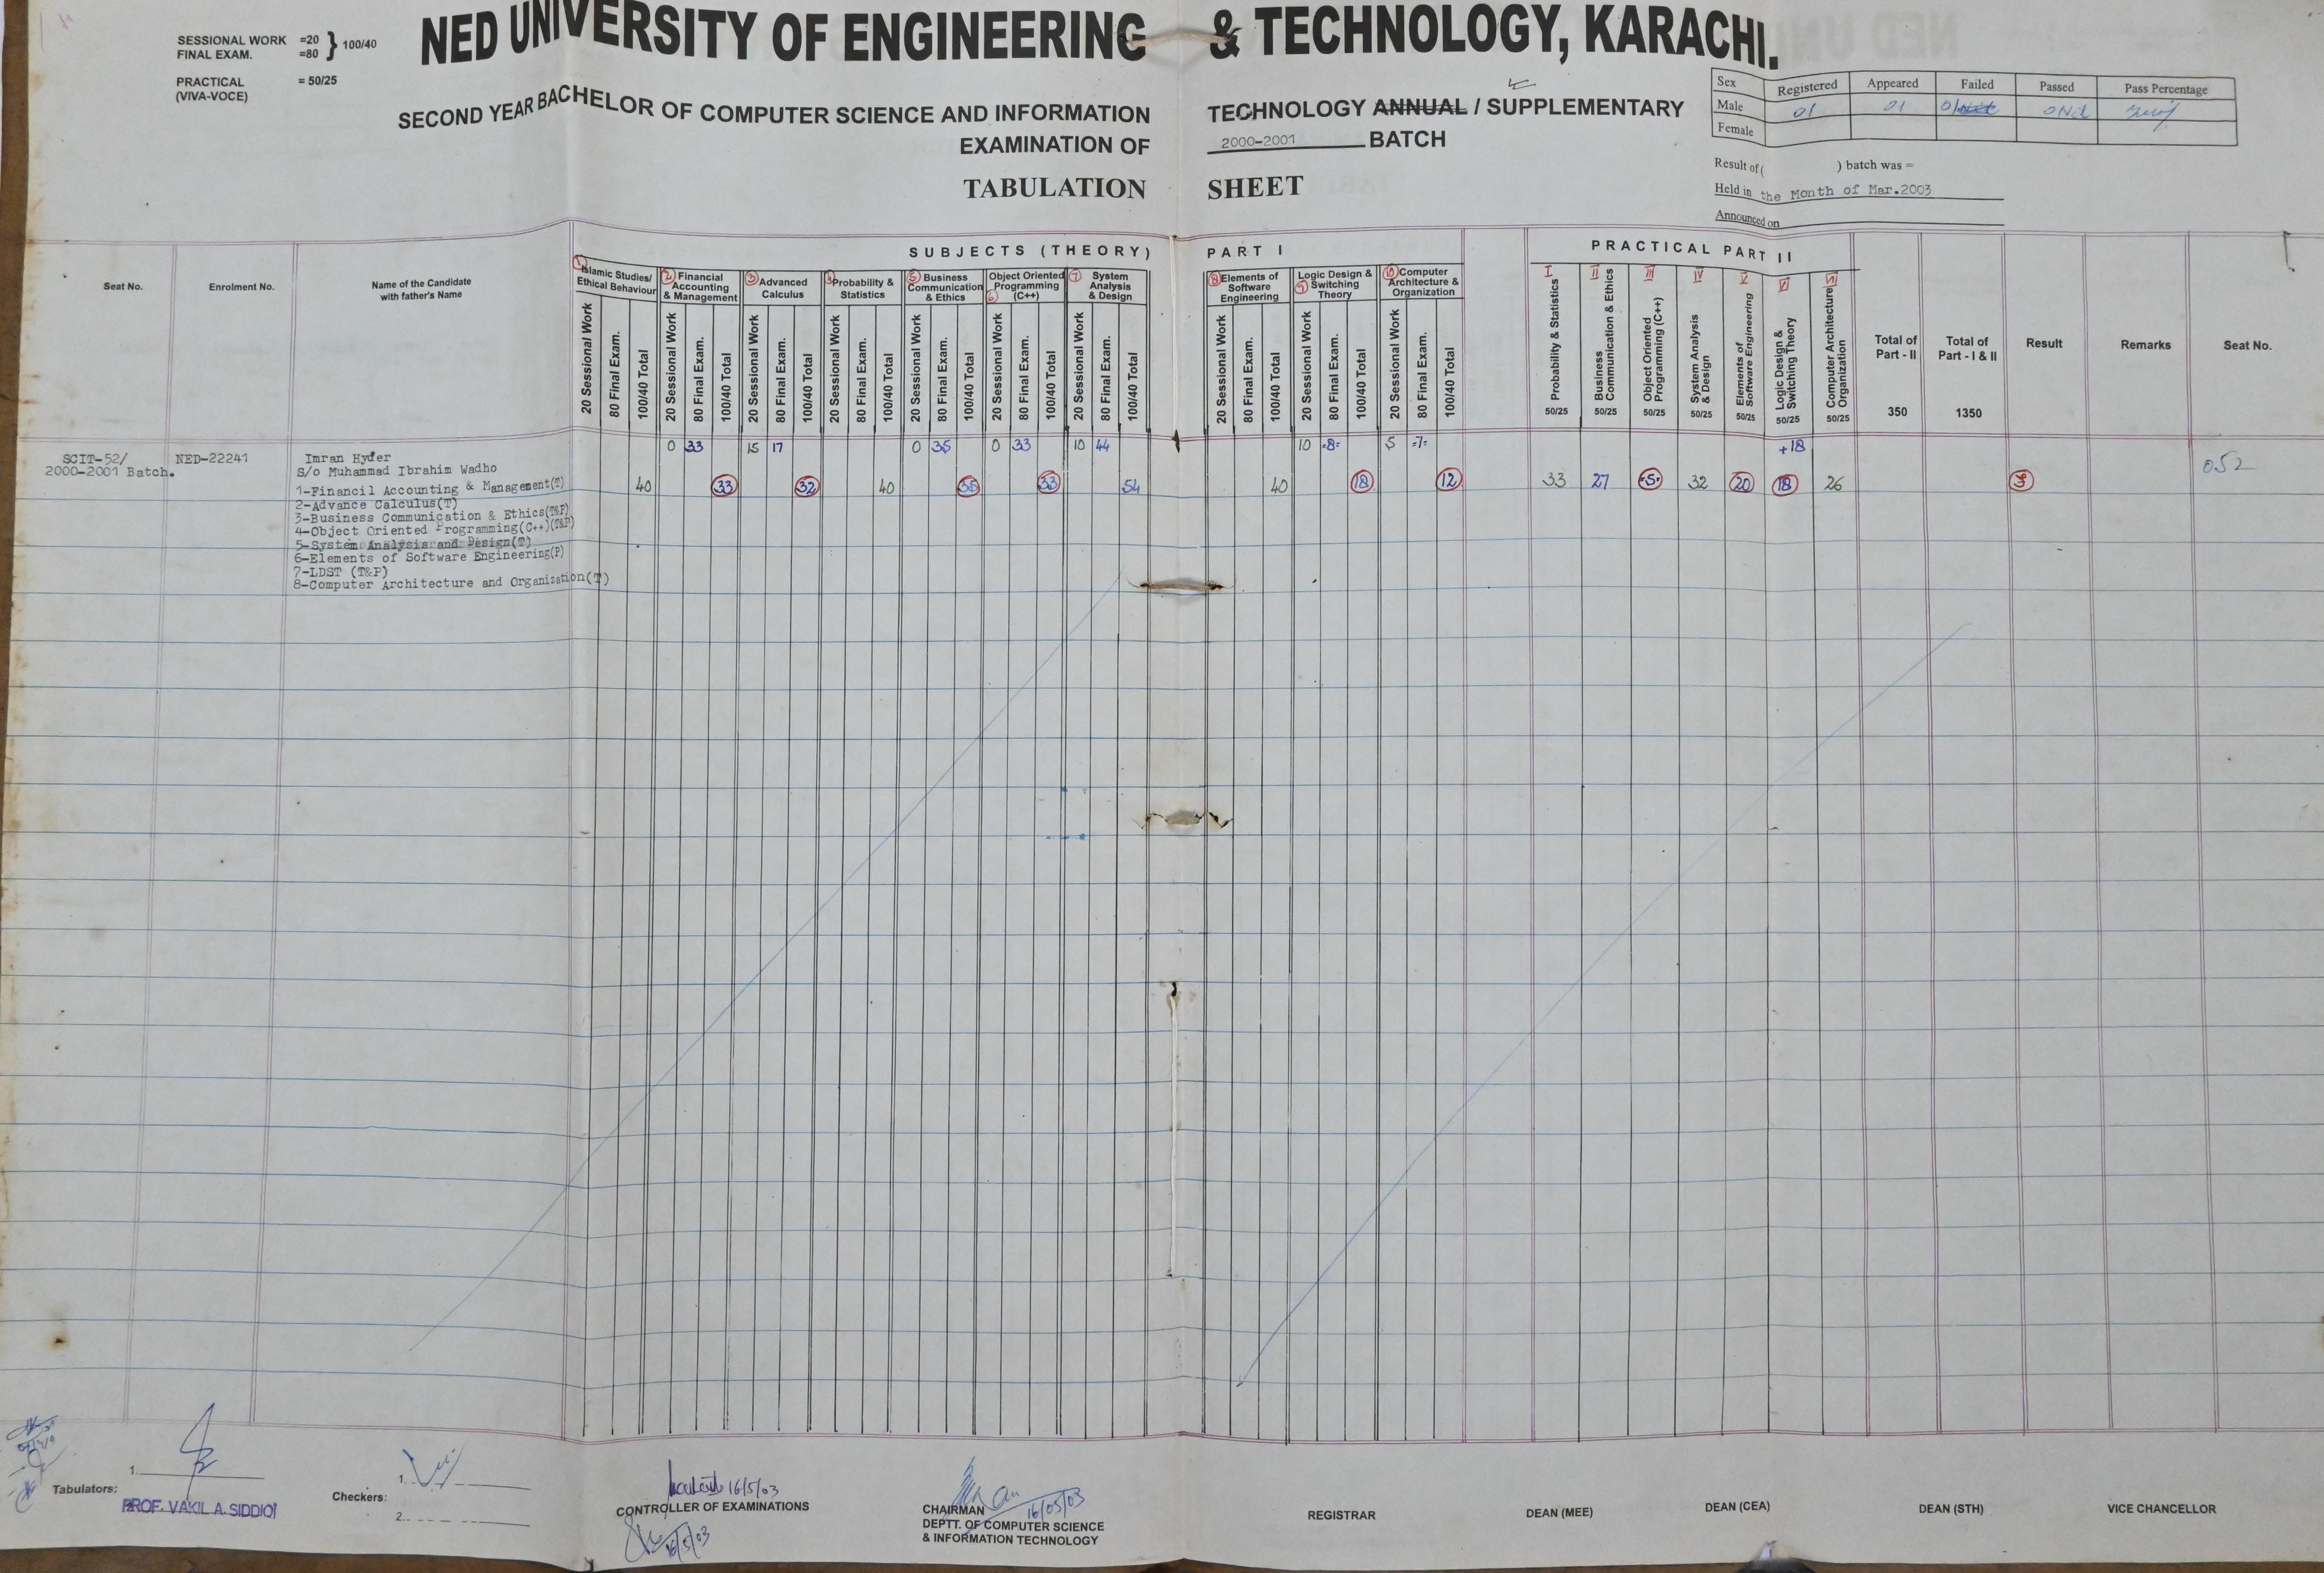 NED UNIVERSITY OF ENGINEERING & TECHNOLOGY, KARACHI.
SESSIONAL WORK =20
FINAL EXAM. =80 } 100/40
PRACTICAL = 50/25
(VIVA-VOCE)
SECOND YEAR BACHELOR OF COMPUTER SCIENCE AND INFORMATION TECHNOLOGY ANNUAL / SUPPLEMENTARY
EXAMINATION OF 2000-2001 BATCH
TABULATION SHEET
Sex Registered Appeared Failed Passed Pass Percentage
Male 01 01 01 Nil
Female
Result of ( ) batch was =
Held in the Month of Mar.2003
Announced on
SUBJECTS (THEORY) PART I
PRACTICAL PART II
Seat No.
Enrolment No.
Name of the Candidate
with father's Name
1 Islamic Studies/
Ethical Behaviour
20 Sessional Work
80 Final Exam.
100/40 Total
2 Financial
Accounting
& Management
20 Sessional Work
80 Final Exam.
100/40 Total
3 Advanced
Calculus
20 Sessional Work
80 Final Exam.
100/40 Total
Probability &
Statistics
20 Sessional Work
80 Final Exam.
100/40 Total
5 Business
Communication
& Ethics
20 Sessional Work
80 Final Exam.
100/40 Total
Object Oriented
Programming
6 (C++)
20 Sessional Work
80 Final Exam.
100/40 Total
7 System
Analysis
& Design
20 Sessional Work
80 Final Exam.
100/40 Total
8 Elements of
Software
Engineering
20 Sessional Work
80 Final Exam.
100/40 Total
Logic Design &
9 Switching
Theory
20 Sessional Work
80 Final Exam.
100/40 Total
10 Computer
Architecture &
Organization
20 Sessional Work
80 Final Exam.
100/40 Total
I
Probability & Statistics
50/25
II
Business
Communication & Ethics
50/25
III
Object Oriented
Programming (C++)
50/25
IV
System Analysis
& Design
50/25
V
Elements of
Software Engineering
50/25
VI
Logic Design &
Switching Theory
50/25
VII
Computer Architecture
Organization
50/25
Total of
Part - II
350
Total of
Part - I & II
1350
Result
Remarks
Seat No.
0 33 15 17 0 35 0 33 10 44 10 =8= 5 =7= +18
SCIT-52/ NED-22241 Imran Hyder
2000-2001 Batch. S/o Muhammad Ibrahim Wadho
40 33 32 40 35 33 54 40 18 12 33 27 =5= 32 20 18 26 052
1-Financil Accounting & Management(T)
2-Advance Calculus(T)
3-Business Communication & Ethics(T&P)
4-Object Oriented Programming(C++)(T&P)
5-System Analysis and Design(T)
6-Elements of Software Engineering(P)
7-LDST (T&P)
8-Computer Architecture and Organization(T)
Tabulators:
1.
PROF. VAKIL A. SIDDIQI
Checkers:
1.
2.
16/5/03
CONTROLLER OF EXAMINATIONS
16/5/03
CHAIRMAN 16/05/03
DEPTT. OF COMPUTER SCIENCE
& INFORMATION TECHNOLOGY
REGISTRAR
DEAN (MEE)
DEAN (CEA)
DEAN (STH)
VICE CHANCELLOR